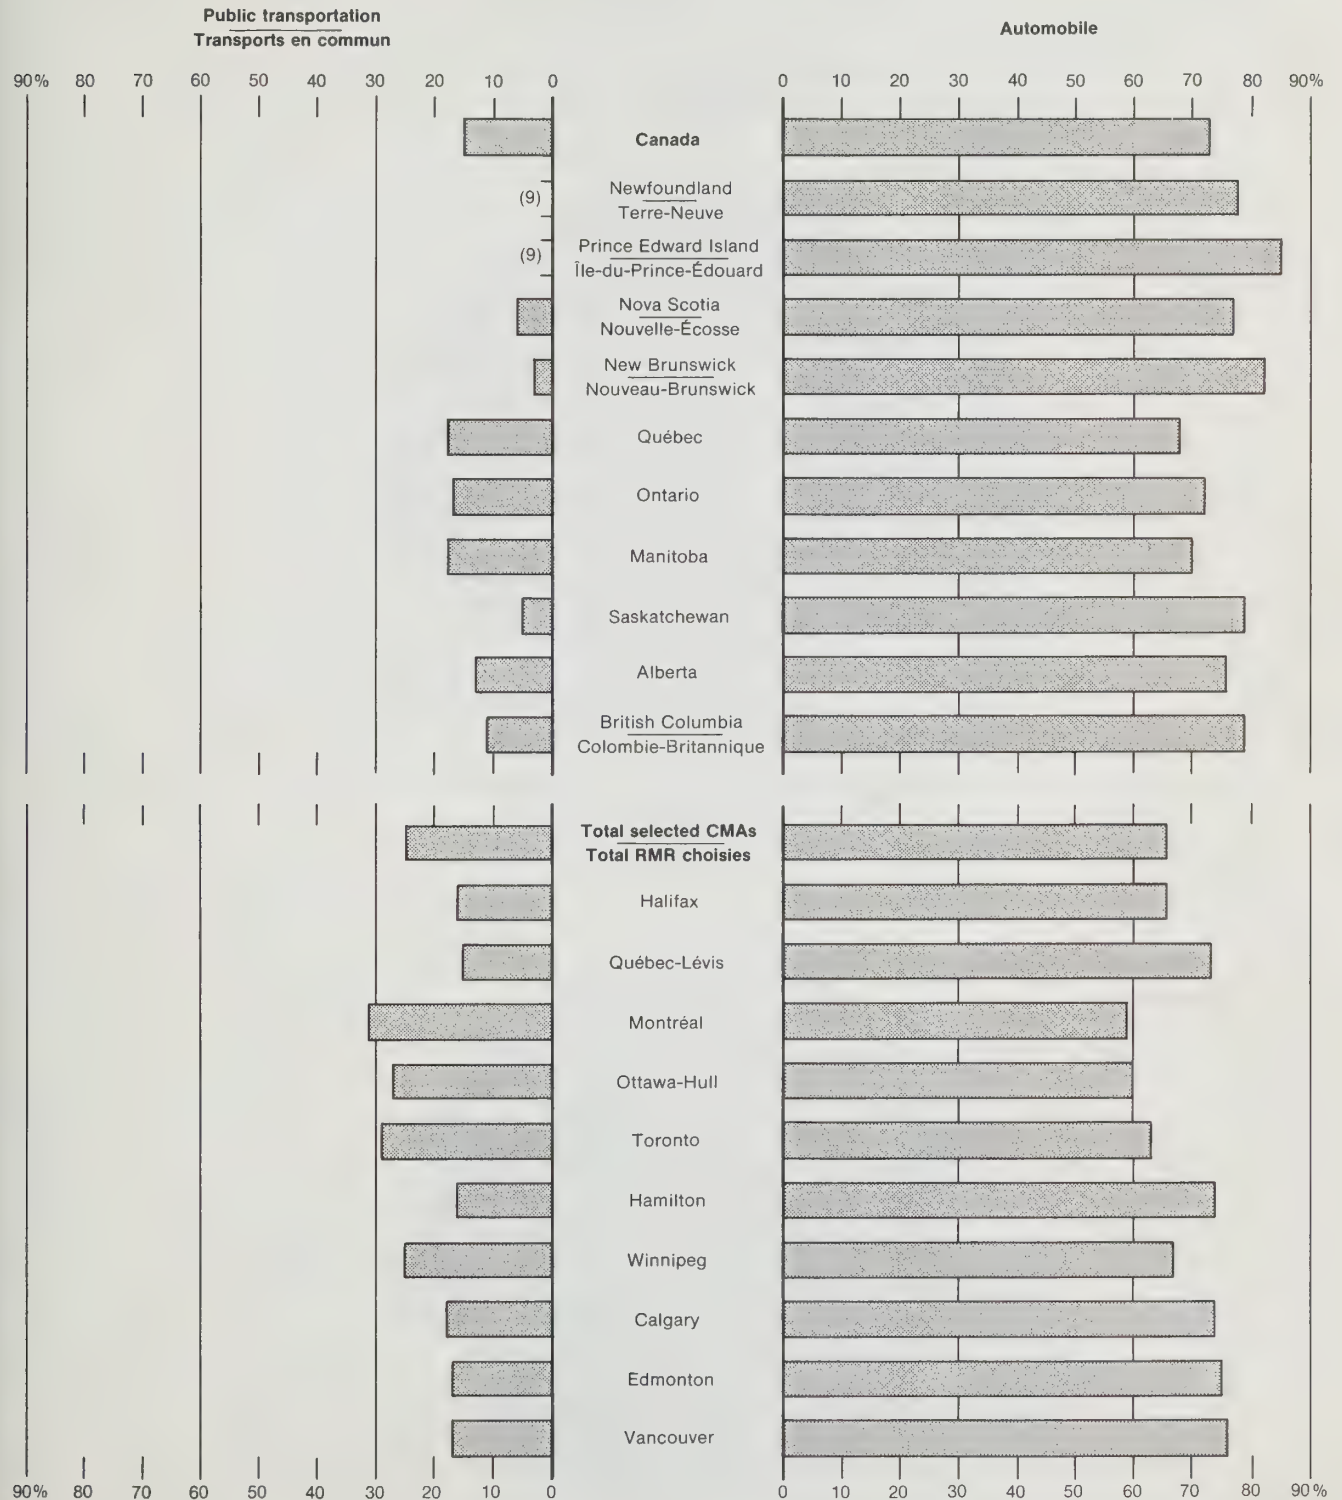 Public transportation
Transports en commun
Automobile
90% 80 70 60 50 40 30 20 10 0
0 10 20 30 40 50 60 70 80 90%
Canada
(9)
Newfoundland
Terre-Neuve
(9)
Prince Edward Island
Île-du-Prince-Édouard
Nova Scotia
Nouvelle-Écosse
New Brunswick
Nouveau-Brunswick
Québec
Ontario
Manitoba
Saskatchewan
Alberta
British Columbia
Colombie-Britannique
Total selected CMAs
Total RMR choisies
Halifax
Québec-Lévis
Montréal
Ottawa-Hull
Toronto
Hamilton
Winnipeg
Calgary
Edmonton
Vancouver
90% 80 70 60 50 40 30 20 10 0
0 10 20 30 40 50 60 70 80 90%